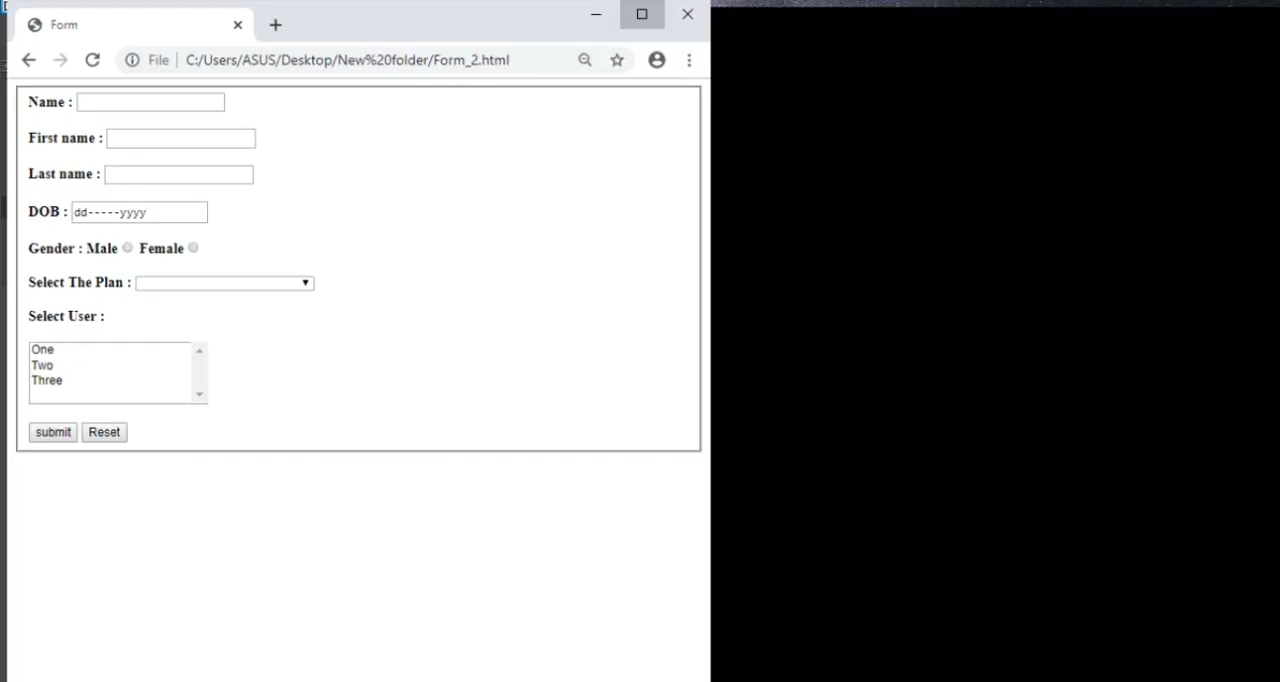 Form
File C:/Users/ASUS/Desktop/New%20folder/Form_2.html
Name :
First name :
Last name :
DOB : dd-----yyyy
Gender : Male Female
Select The Plan :
Select User :
One
Two
Three
submit Reset